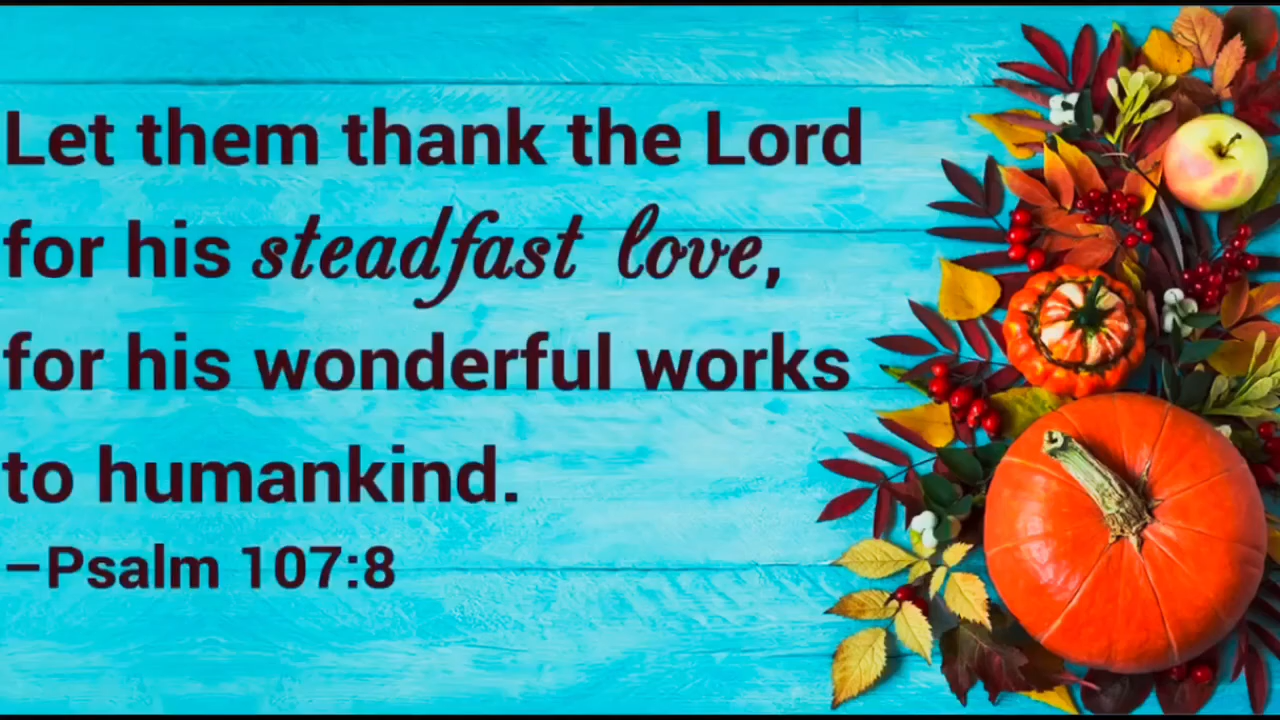 Let them thank the Lord
for his steadfast love,
for his wonderful works
to humankind.
–Psalm 107:8